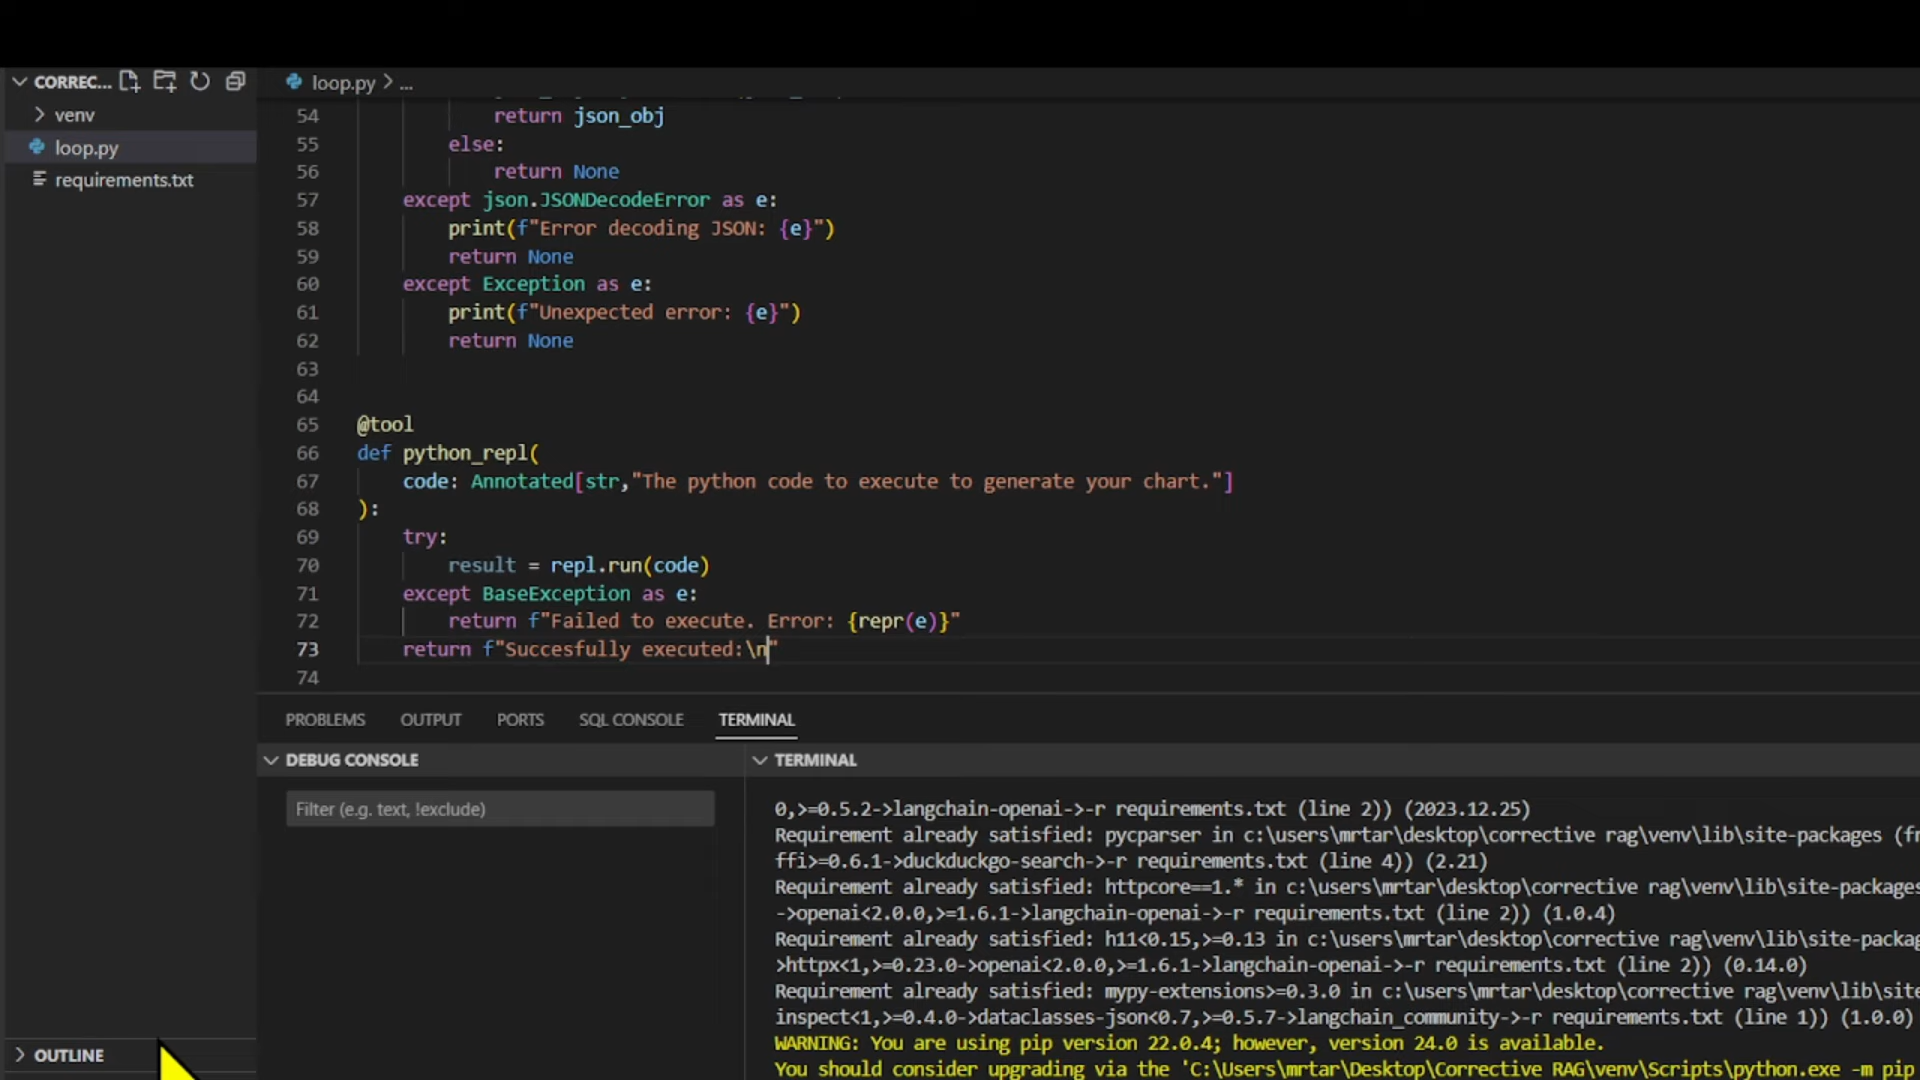 CORREC...
venv
loop.py
requirements.txt
OUTLINE
loop.py > ...
54 return json_obj
55 else:
56 return None
57 except json.JSONDecodeError as e:
58 print(f"Error decoding JSON: {e}")
59 return None
60 except Exception as e:
61 print(f"Unexpected error: {e}")
62 return None
63
64
65 @tool
66 def python_repl(
67 code: Annotated[str,"The python code to execute to generate your chart."]
68 ):
69 try:
70 result = repl.run(code)
71 except BaseException as e:
72 return f"Failed to execute. Error: {repr(e)}"
73 return f"Succesfully executed:\n"
74
PROBLEMS OUTPUT PORTS SQL CONSOLE TERMINAL
DEBUG CONSOLE
Filter (e.g. text, !exclude)
TERMINAL
0,>=0.5.2->langchain-openai->-r requirements.txt (line 2)) (2023.12.25)
Requirement already satisfied: pycparser in c:\users\mrtar\desktop\corrective rag\venv\lib\site-packages (fr
ffi>=0.6.1->duckduckgo-search->-r requirements.txt (line 4)) (2.21)
Requirement already satisfied: httpcore==1.* in c:\users\mrtar\desktop\corrective rag\venv\lib\site-packages
->openai<2.0.0,>=1.6.1->langchain-openai->-r requirements.txt (line 2)) (1.0.4)
Requirement already satisfied: h11<0.15,>=0.13 in c:\users\mrtar\desktop\corrective rag\venv\lib\site-packag
>httpx<1,>=0.23.0->openai<2.0.0,>=1.6.1->langchain-openai->-r requirements.txt (line 2)) (0.14.0)
Requirement already satisfied: mypy-extensions>=0.3.0 in c:\users\mrtar\desktop\corrective rag\venv\lib\site
inspect<1,>=0.4.0->dataclasses-json<0.7,>=0.5.7->langchain_community->-r requirements.txt (line 1)) (1.0.0)
WARNING: You are using pip version 22.0.4; however, version 24.0 is available.
You should consider upgrading via the 'C:\Users\mrtar\Desktop\Corrective RAG\venv\Scripts\python.exe -m pip